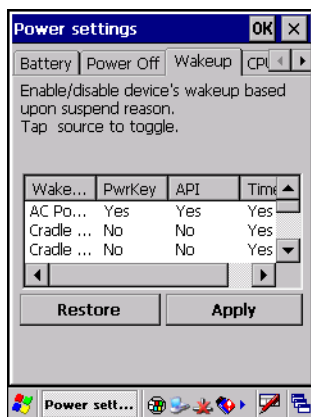 Power settings OK ×
Battery Power Off Wakeup CPU
Enable/disable device's wakeup based
upon suspend reason.
Tap source to toggle.
Wake... PwrKey API Time
AC Po... Yes Yes Yes
Cradle ... No No Yes
Cradle ... No No Yes
Restore Apply
Power sett...